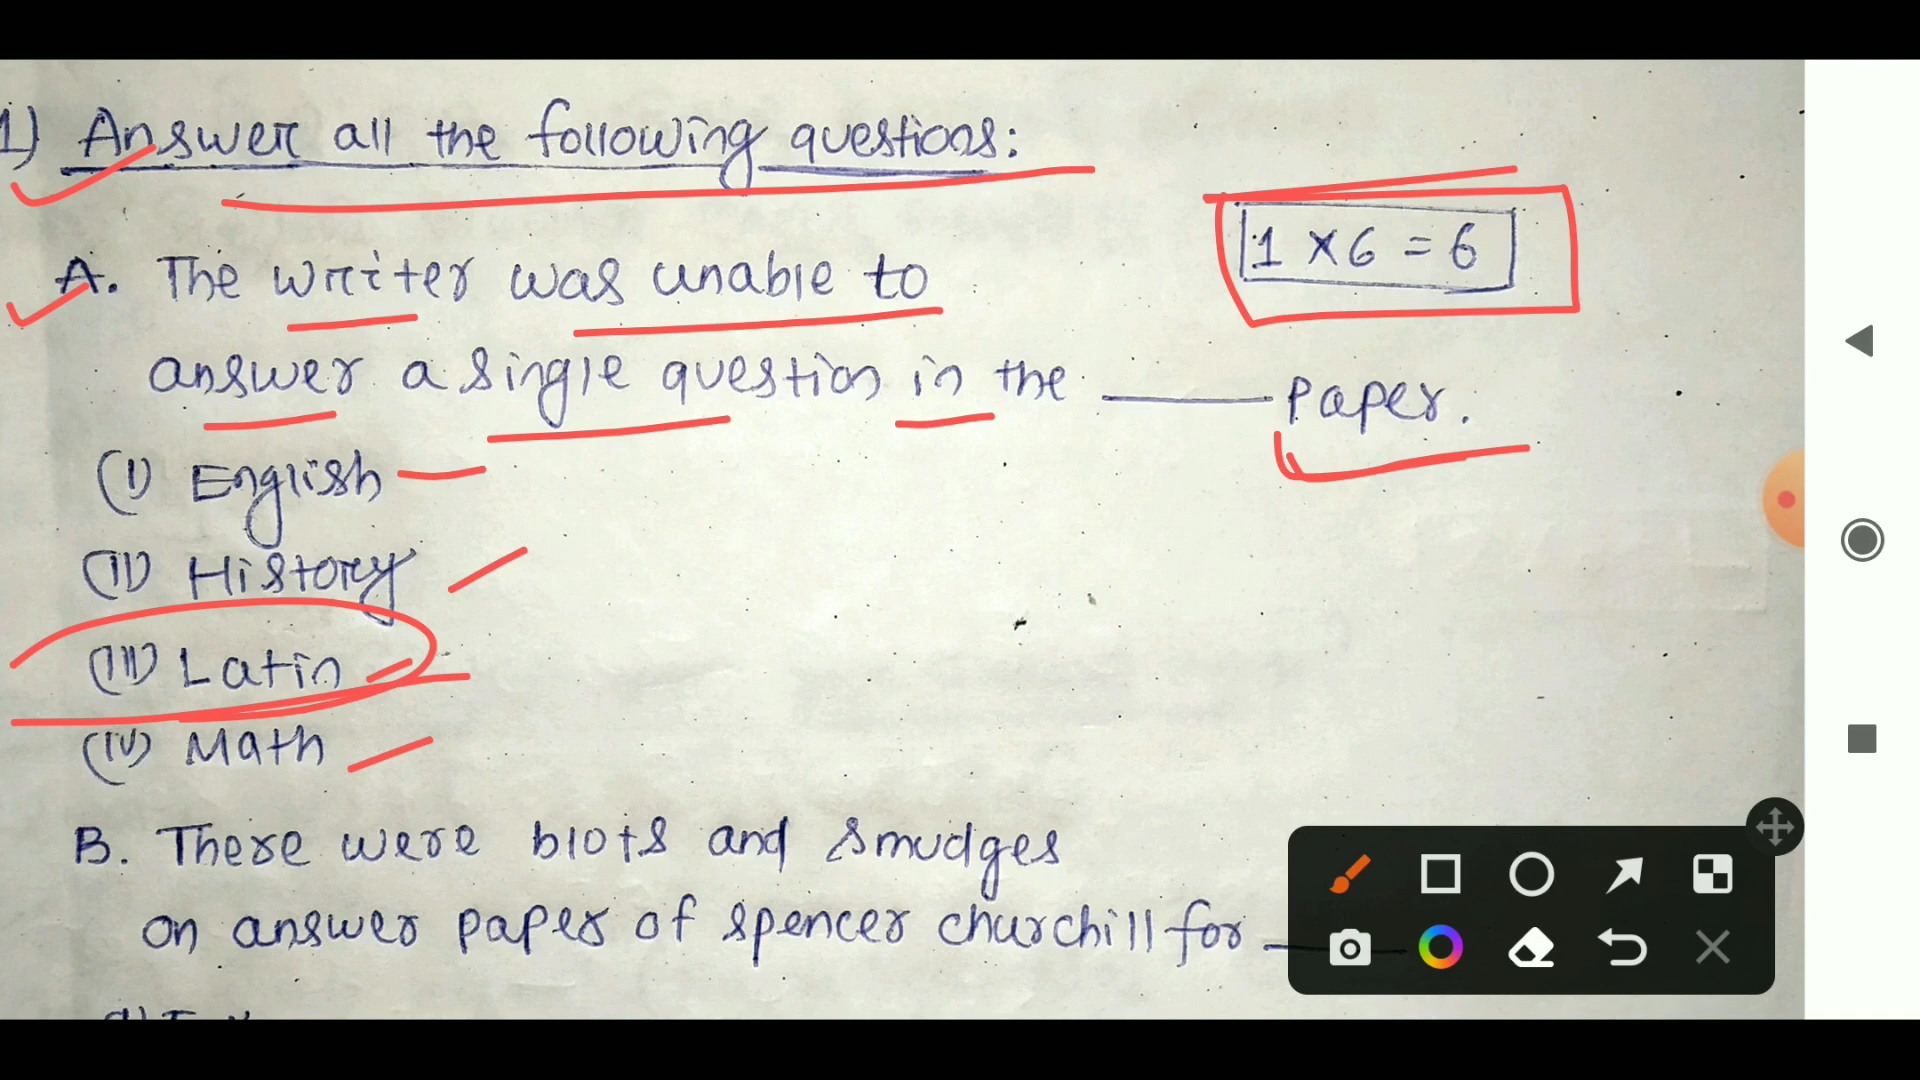 1) Answer all the following questions:
1 × 6 = 6
A. The writer was unable to
answer a single question in the ______ paper.
(I) English
(II) History
(III) Latin
(IV) Math
B. There were blots and smudges
on answer paper of spencer churchill for ______